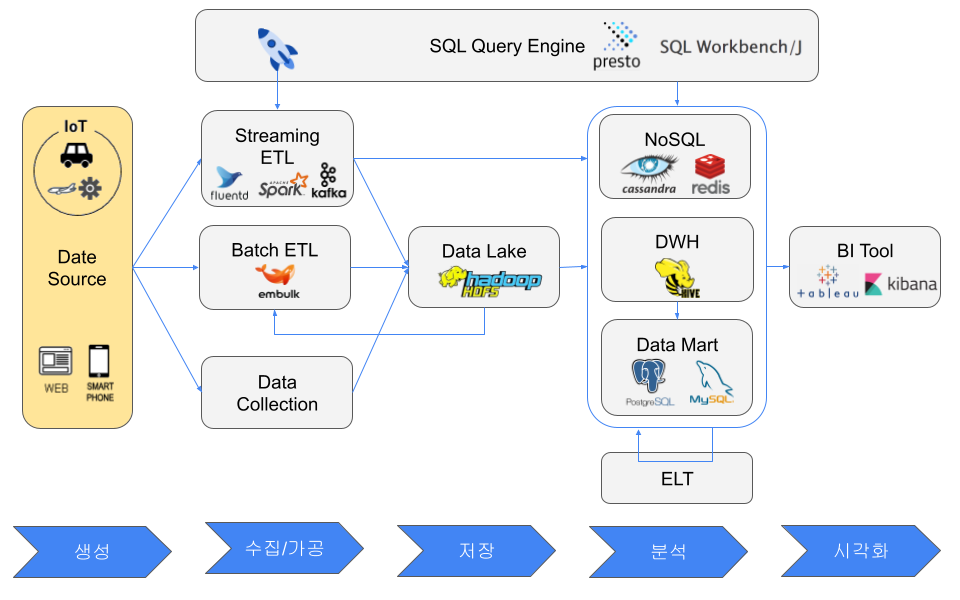 SQL Query Engine
presto
SQL Workbench/J
IoT
Date
Source
WEB
SMART
PHONE
Streaming
ETL
fluentd
APACHE
Spark
kafka
Batch ETL
embulk
Data
Collection
Data Lake
hadoop
HDFS
NoSQL
cassandra
redis
DWH
HIVE
Data Mart
PostgreSQL
MySQL
ELT
BI Tool
+ableau
kibana
생성
수집/가공
저장
분석
시각화